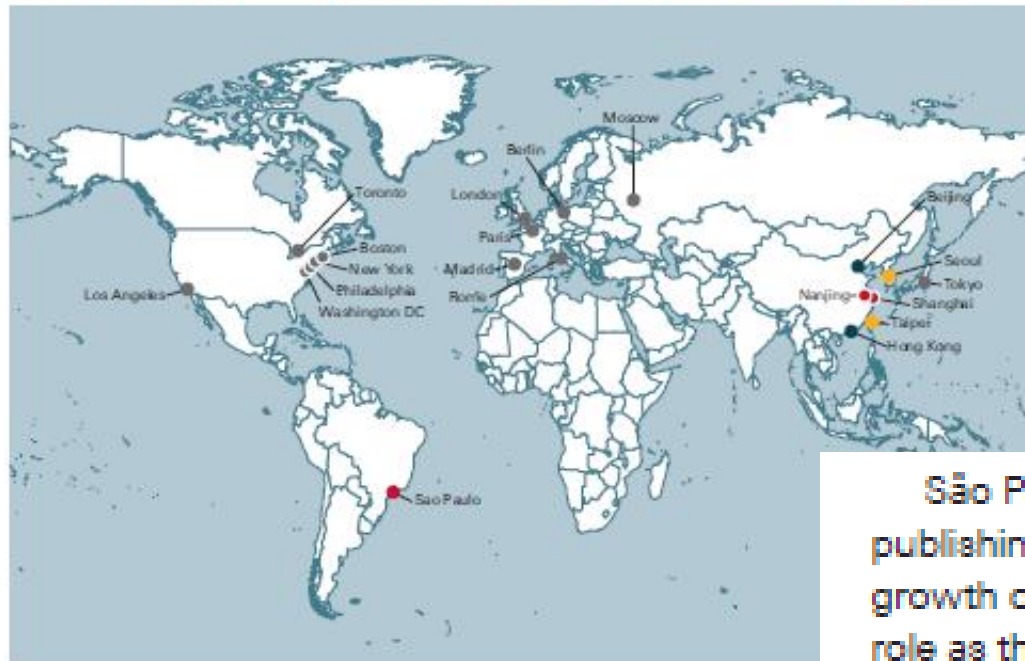 Moscow
Berlin
Toronto
London
Beijing
Boston
Paris
Seoul
New York
Madrid
Tokyo
Los Angeles
Philadelphia
Rome
Nanjing
Shanghai
Washington DC
Taipei
Hong Kong
Sao Paulo
São P
publishin
growth o
role as th